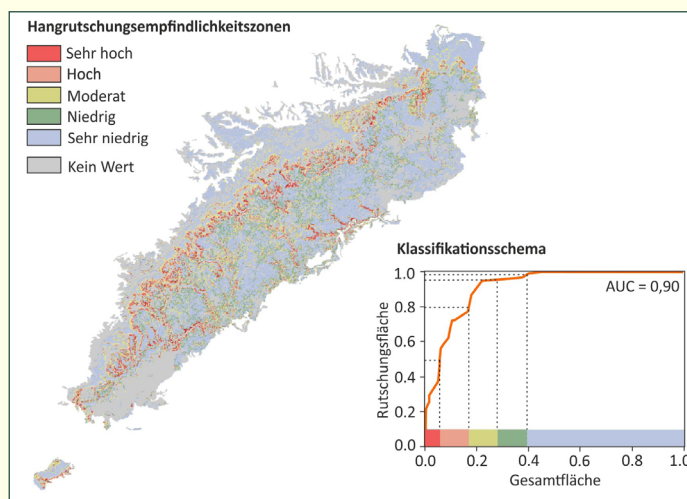 Hangrutschungsempfindlichkeitszonen
Sehr hoch
Hoch
Moderat
Niedrig
Sehr niedrig
Kein Wert
Klassifikationsschema
AUC = 0,90
Rutschungsfläche
1.0
0.8
0.6
0.4
0.2
0.0
0.0 0.2 0.4 0.6 0.8 1.0
Gesamtfläche